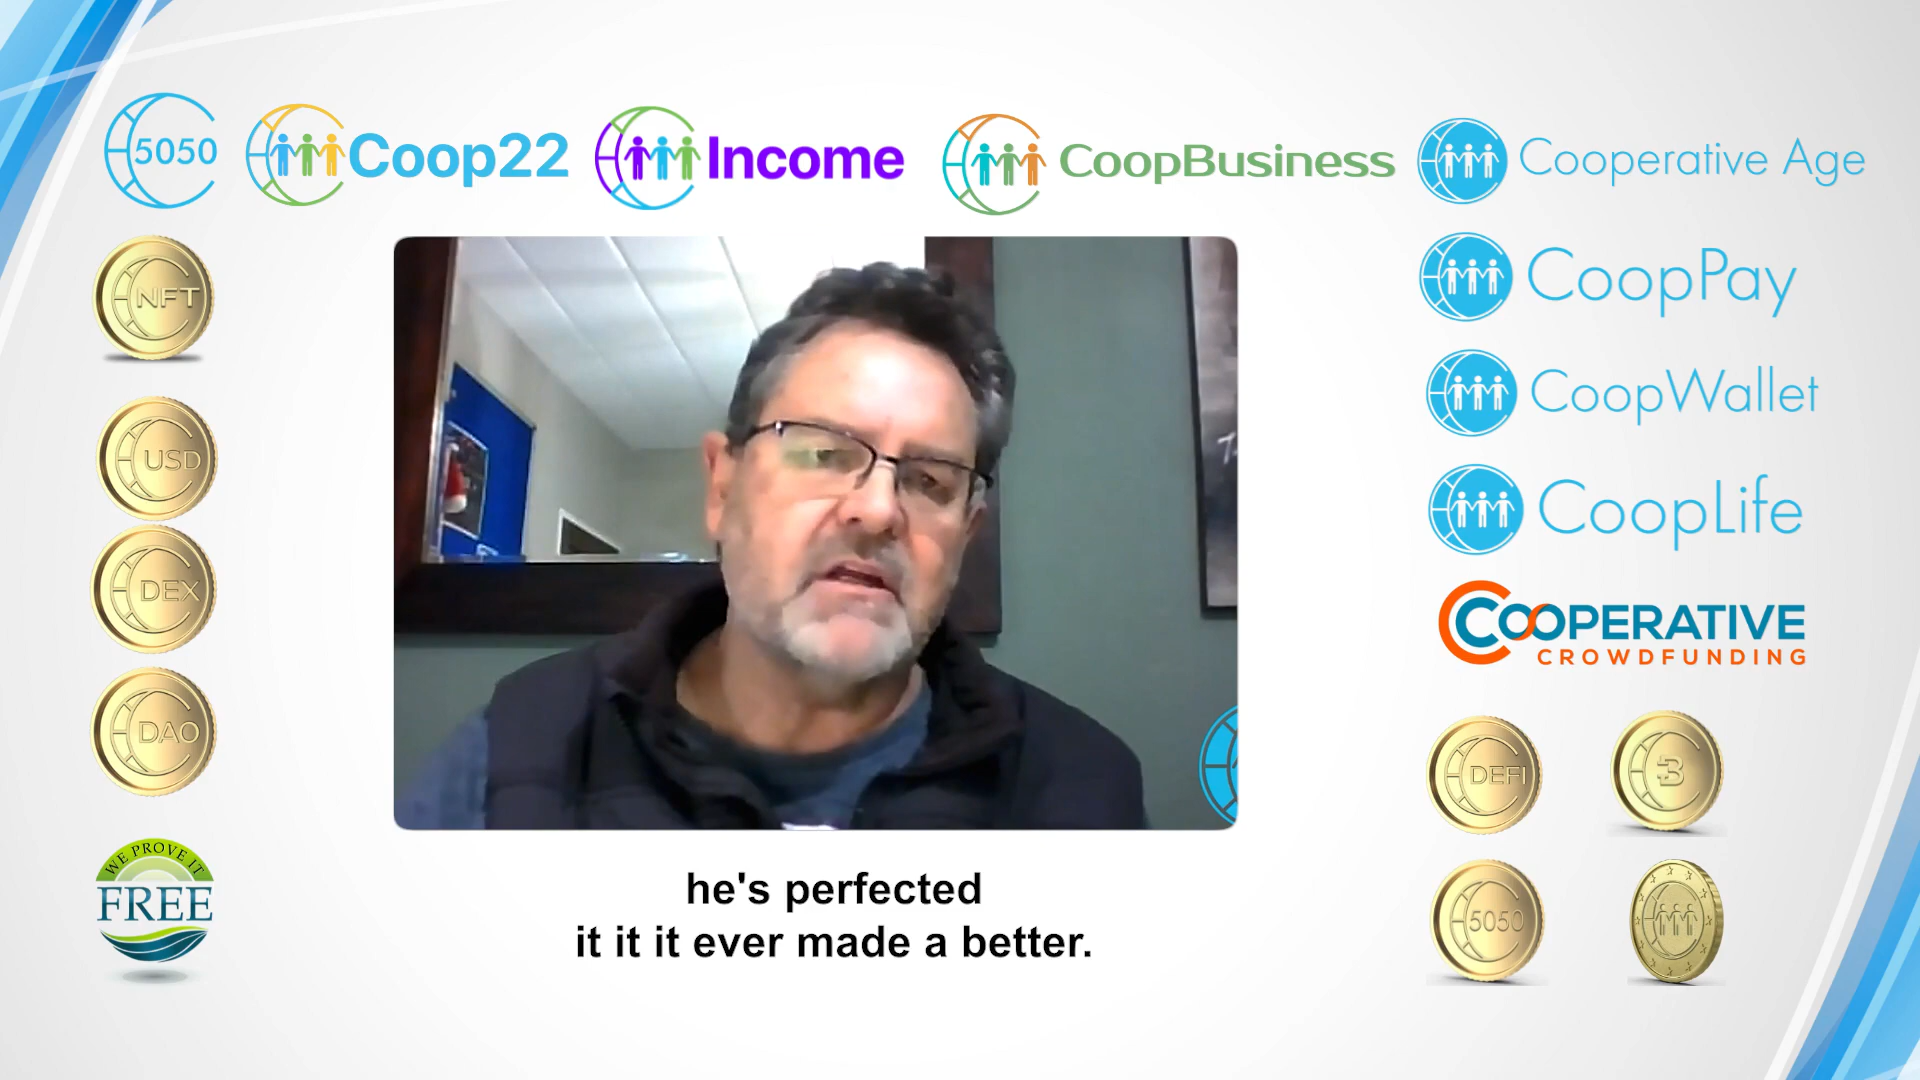 5050
Coop22
Income
CoopBusiness
Cooperative Age
NFT
CoopPay
USD
CoopWallet
DEX
CoopLife
DAO
COOPERATIVE
CROWDFUNDING
DEFI
WE PROVE IT
FREE
5050
he's perfected
it it it ever made a better.